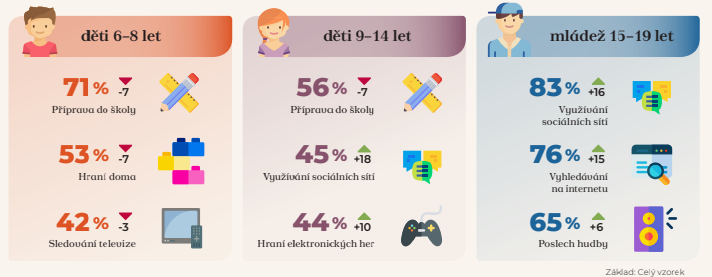 děti 6–8 let
71 % -7
Příprava do školy
53 % -7
Hraní doma
42 % -3
Sledování televize
děti 9–14 let
56 % -7
Příprava do školy
45 % +18
Využívání sociálních sítí
44 % +10
Hraní elektronických her
mládež 15–19 let
83 % +16
Využívání
sociálních sítí
76 % +15
Vyhledávání
na internetu
65 % +6
Poslech hudby
Základ: Celý vzorek